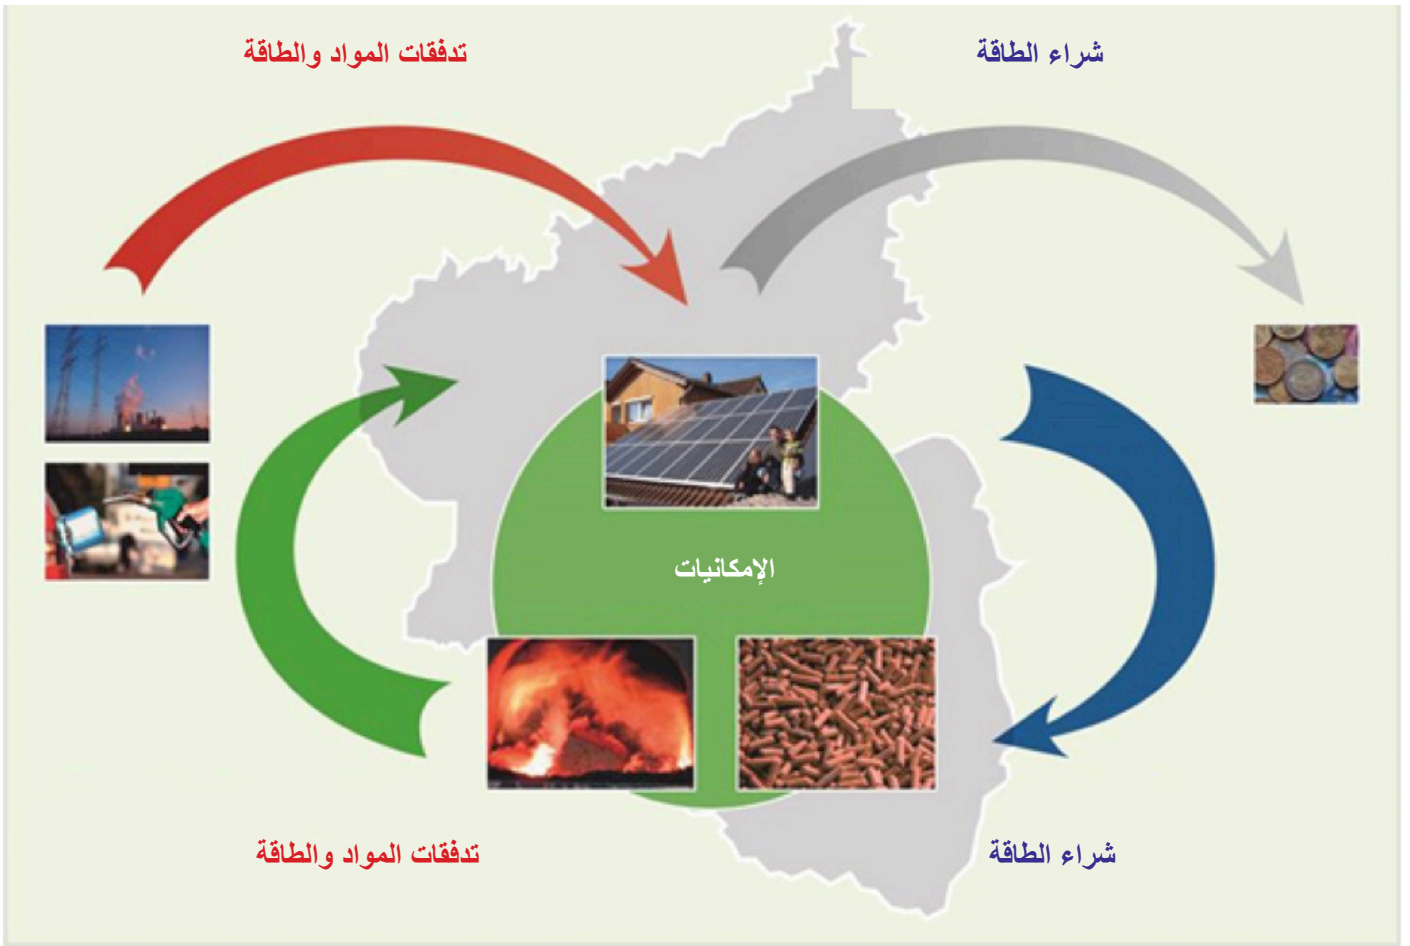 شراء الطاقة
تدفقات المواد والطاقة
الإمكانيات
شراء الطاقة
تدفقات المواد والطاقة